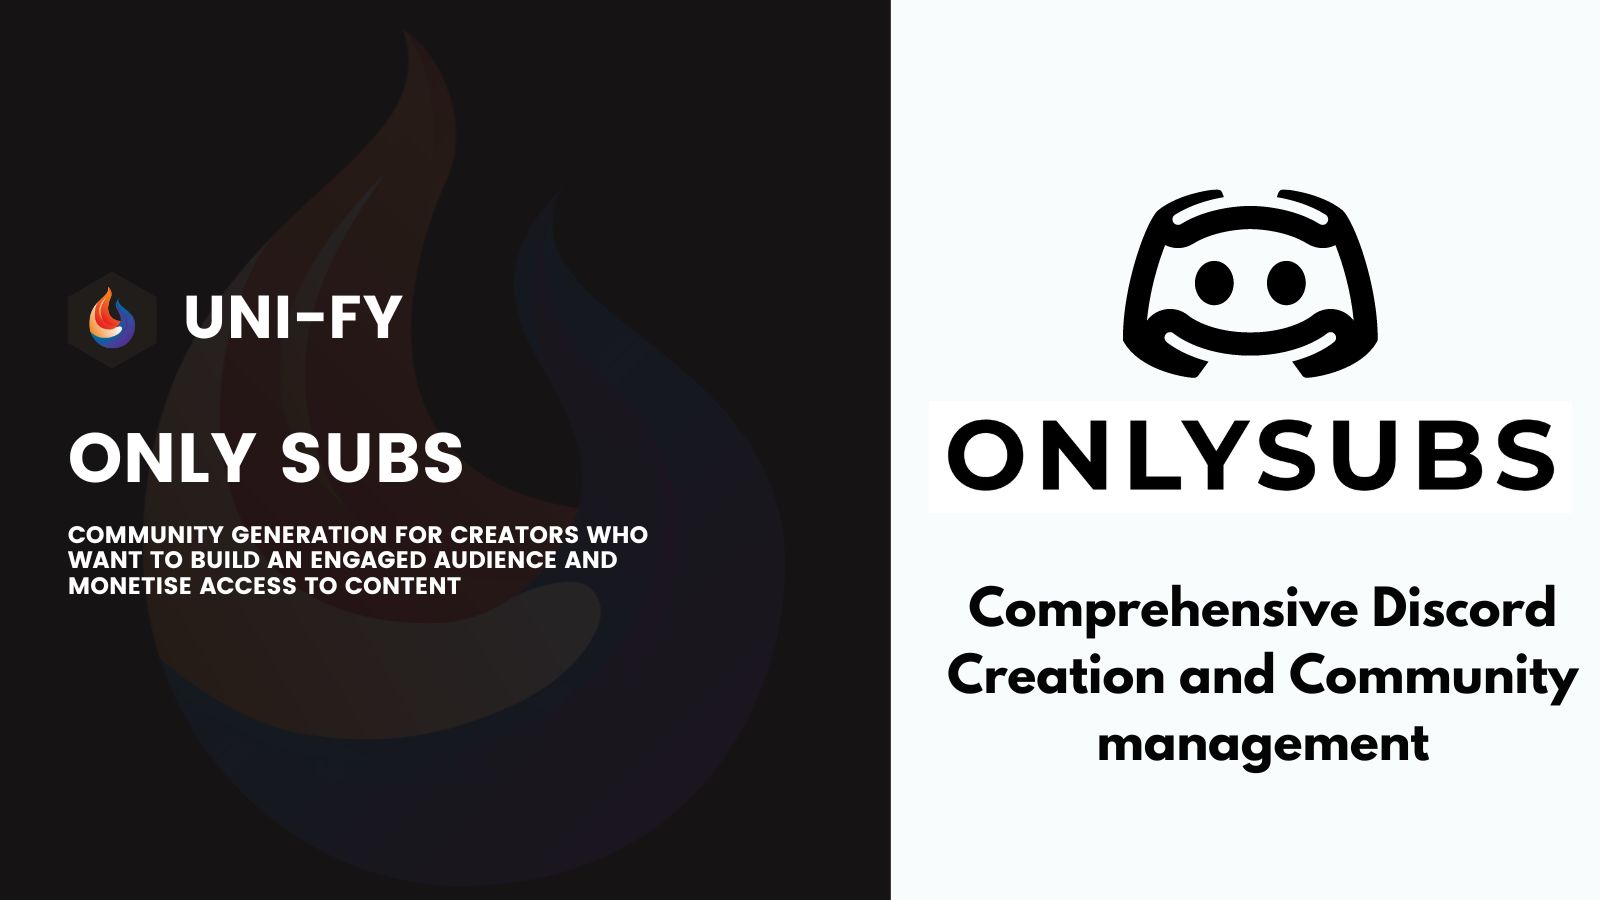 UNI-FY
ONLY SUBS
COMMUNITY GENERATION FOR CREATORS WHO
WANT TO BUILD AN ENGAGED AUDIENCE AND
MONETISE ACCESS TO CONTENT
ONLYSUBS
Comprehensive Discord
Creation and Community
management